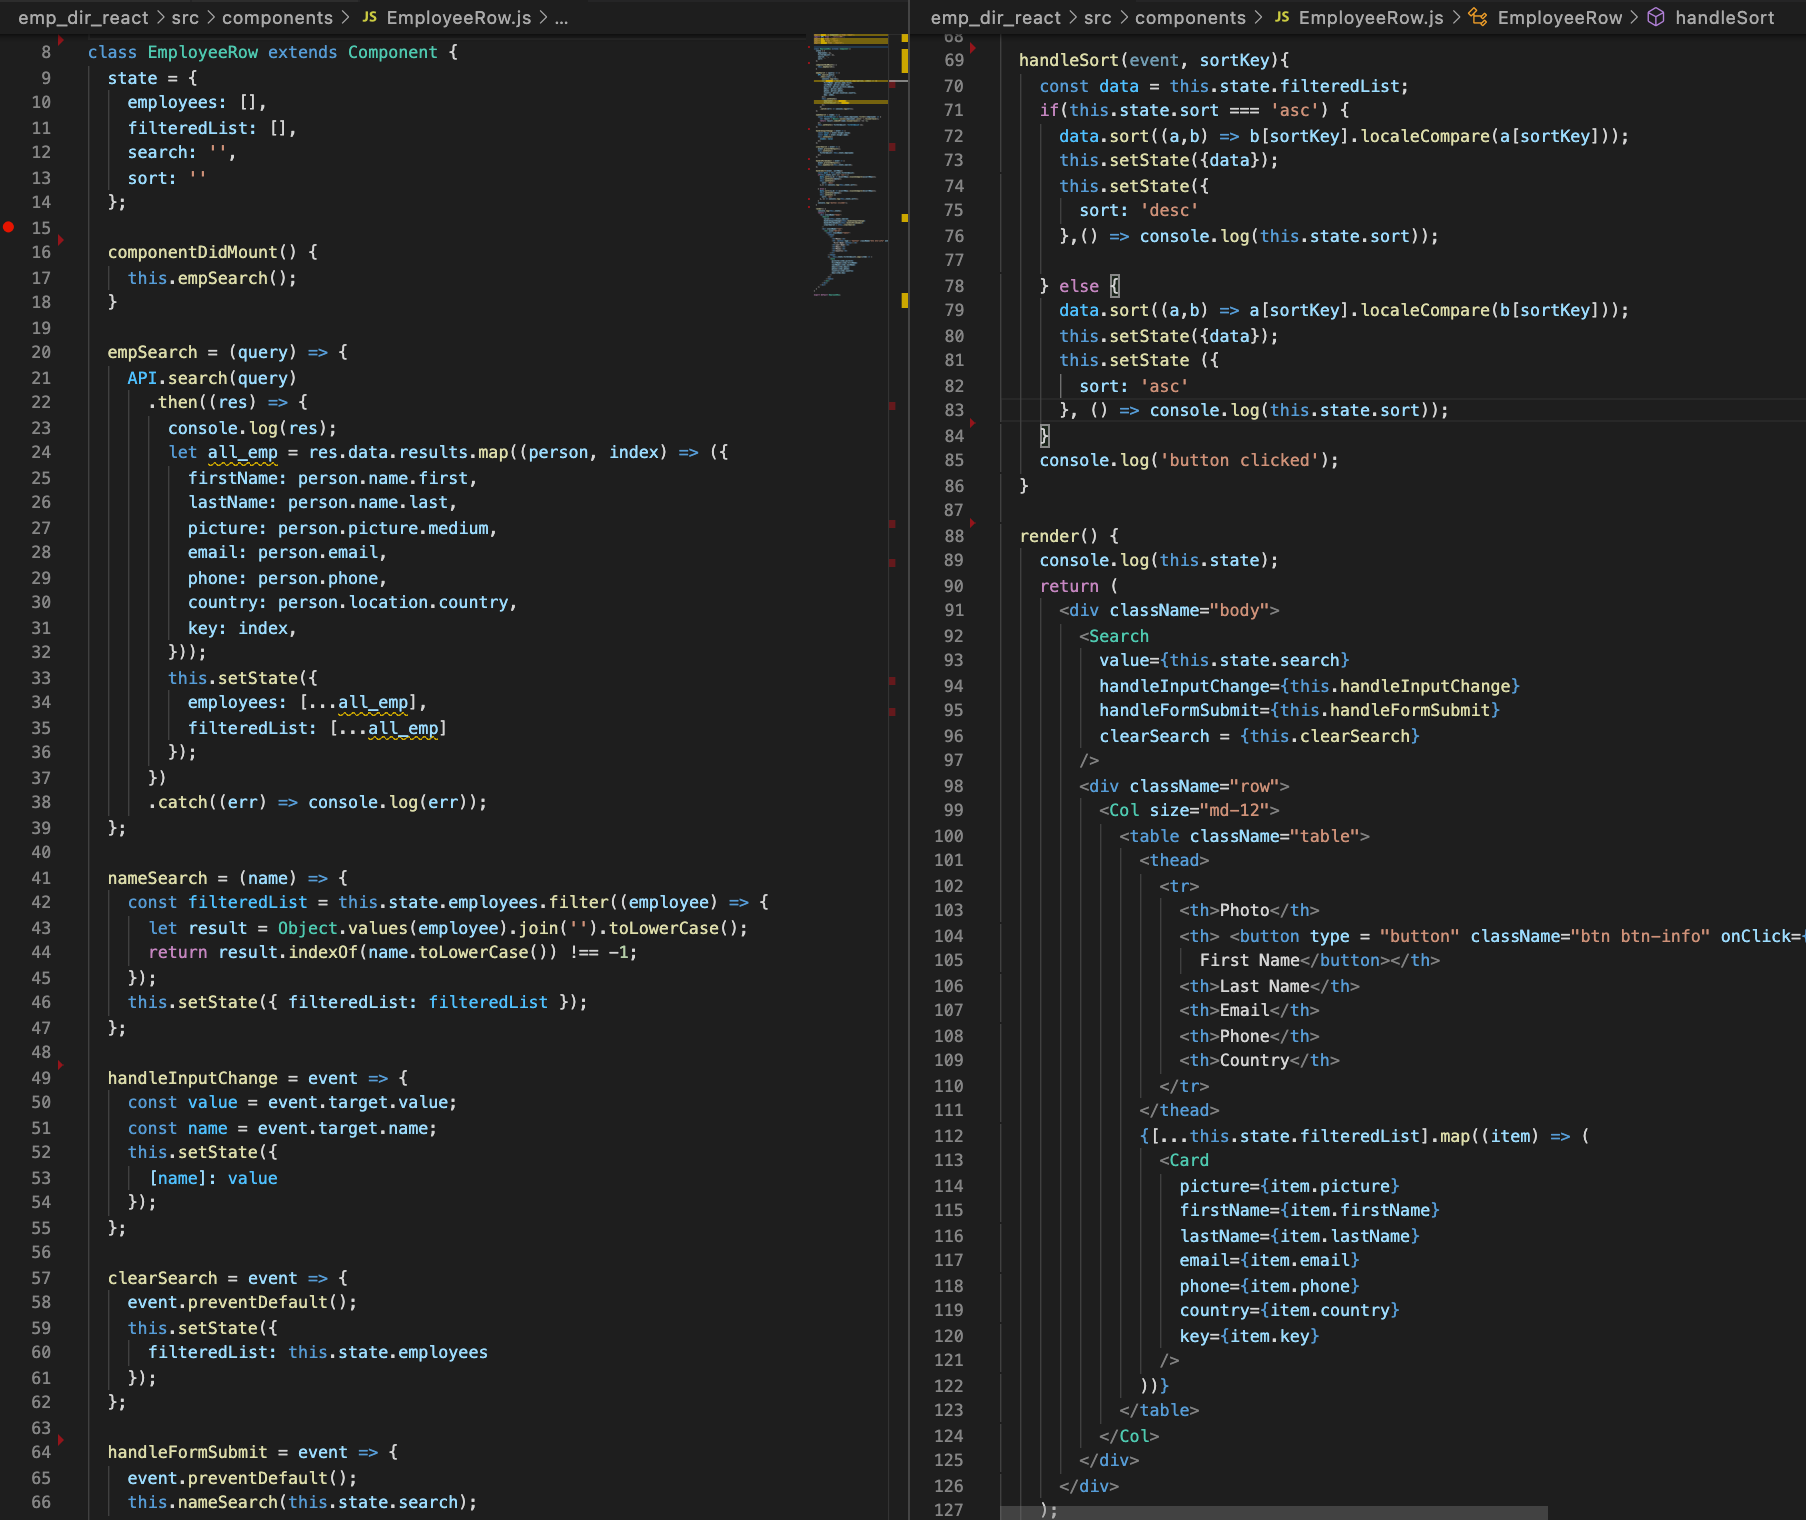 emp_dir_react > src > components > JS EmployeeRow.js > ...
8 class EmployeeRow extends Component {
9 state = {
10 employees: [],
11 filteredList: [],
12 search: '',
13 sort: ''
14 };
15
16 componentDidMount() {
17 this.empSearch();
18 }
19
20 empSearch = (query) => {
21 API.search(query)
22 .then((res) => {
23 console.log(res);
24 let all_emp = res.data.results.map((person, index) => ({
25 firstName: person.name.first,
26 lastName: person.name.last,
27 picture: person.picture.medium,
28 email: person.email,
29 phone: person.phone,
30 country: person.location.country,
31 key: index,
32 }));
33 this.setState({
34 employees: [...all_emp],
35 filteredList: [...all_emp]
36 });
37 })
38 .catch((err) => console.log(err));
39 };
40
41 nameSearch = (name) => {
42 const filteredList = this.state.employees.filter((employee) => {
43 let result = Object.values(employee).join('').toLowerCase();
44 return result.indexOf(name.toLowerCase()) !== -1;
45 });
46 this.setState({ filteredList: filteredList });
47 };
48
49 handleInputChange = event => {
50 const value = event.target.value;
51 const name = event.target.name;
52 this.setState({
53 [name]: value
54 });
55 };
56
57 clearSearch = event => {
58 event.preventDefault();
59 this.setState({
60 filteredList: this.state.employees
61 });
62 };
63
64 handleFormSubmit = event => {
65 event.preventDefault();
66 this.nameSearch(this.state.search);
emp_dir_react > src > components > JS EmployeeRow.js > EmployeeRow > handleSort
68
69 handleSort(event, sortKey){
70 const data = this.state.filteredList;
71 if(this.state.sort === 'asc') {
72 data.sort((a,b) => b[sortKey].localeCompare(a[sortKey]));
73 this.setState({data});
74 this.setState({
75 sort: 'desc'
76 },() => console.log(this.state.sort));
77
78 } else {
79 data.sort((a,b) => a[sortKey].localeCompare(b[sortKey]));
80 this.setState({data});
81 this.setState ({
82 sort: 'asc'
83 }, () => console.log(this.state.sort));
84 }
85 console.log('button clicked');
86 }
87
88 render() {
89 console.log(this.state);
90 return (
91 <div className="body">
92 <Search
93 value={this.state.search}
94 handleInputChange={this.handleInputChange}
95 handleFormSubmit={this.handleFormSubmit}
96 clearSearch = {this.clearSearch}
97 />
98 <div className="row">
99 <Col size="md-12">
100 <table className="table">
101 <thead>
102 <tr>
103 <th>Photo</th>
104 <th> <button type = "button" className="btn btn-info" onClick={
105 First Name</button></th>
106 <th>Last Name</th>
107 <th>Email</th>
108 <th>Phone</th>
109 <th>Country</th>
110 </tr>
111 </thead>
112 {[...this.state.filteredList].map((item) => (
113 <Card
114 picture={item.picture}
115 firstName={item.firstName}
116 lastName={item.lastName}
117 email={item.email}
118 phone={item.phone}
119 country={item.country}
120 key={item.key}
121 />
122 ))}
123 </table>
124 </Col>
125 </div>
126 </div>
127 );